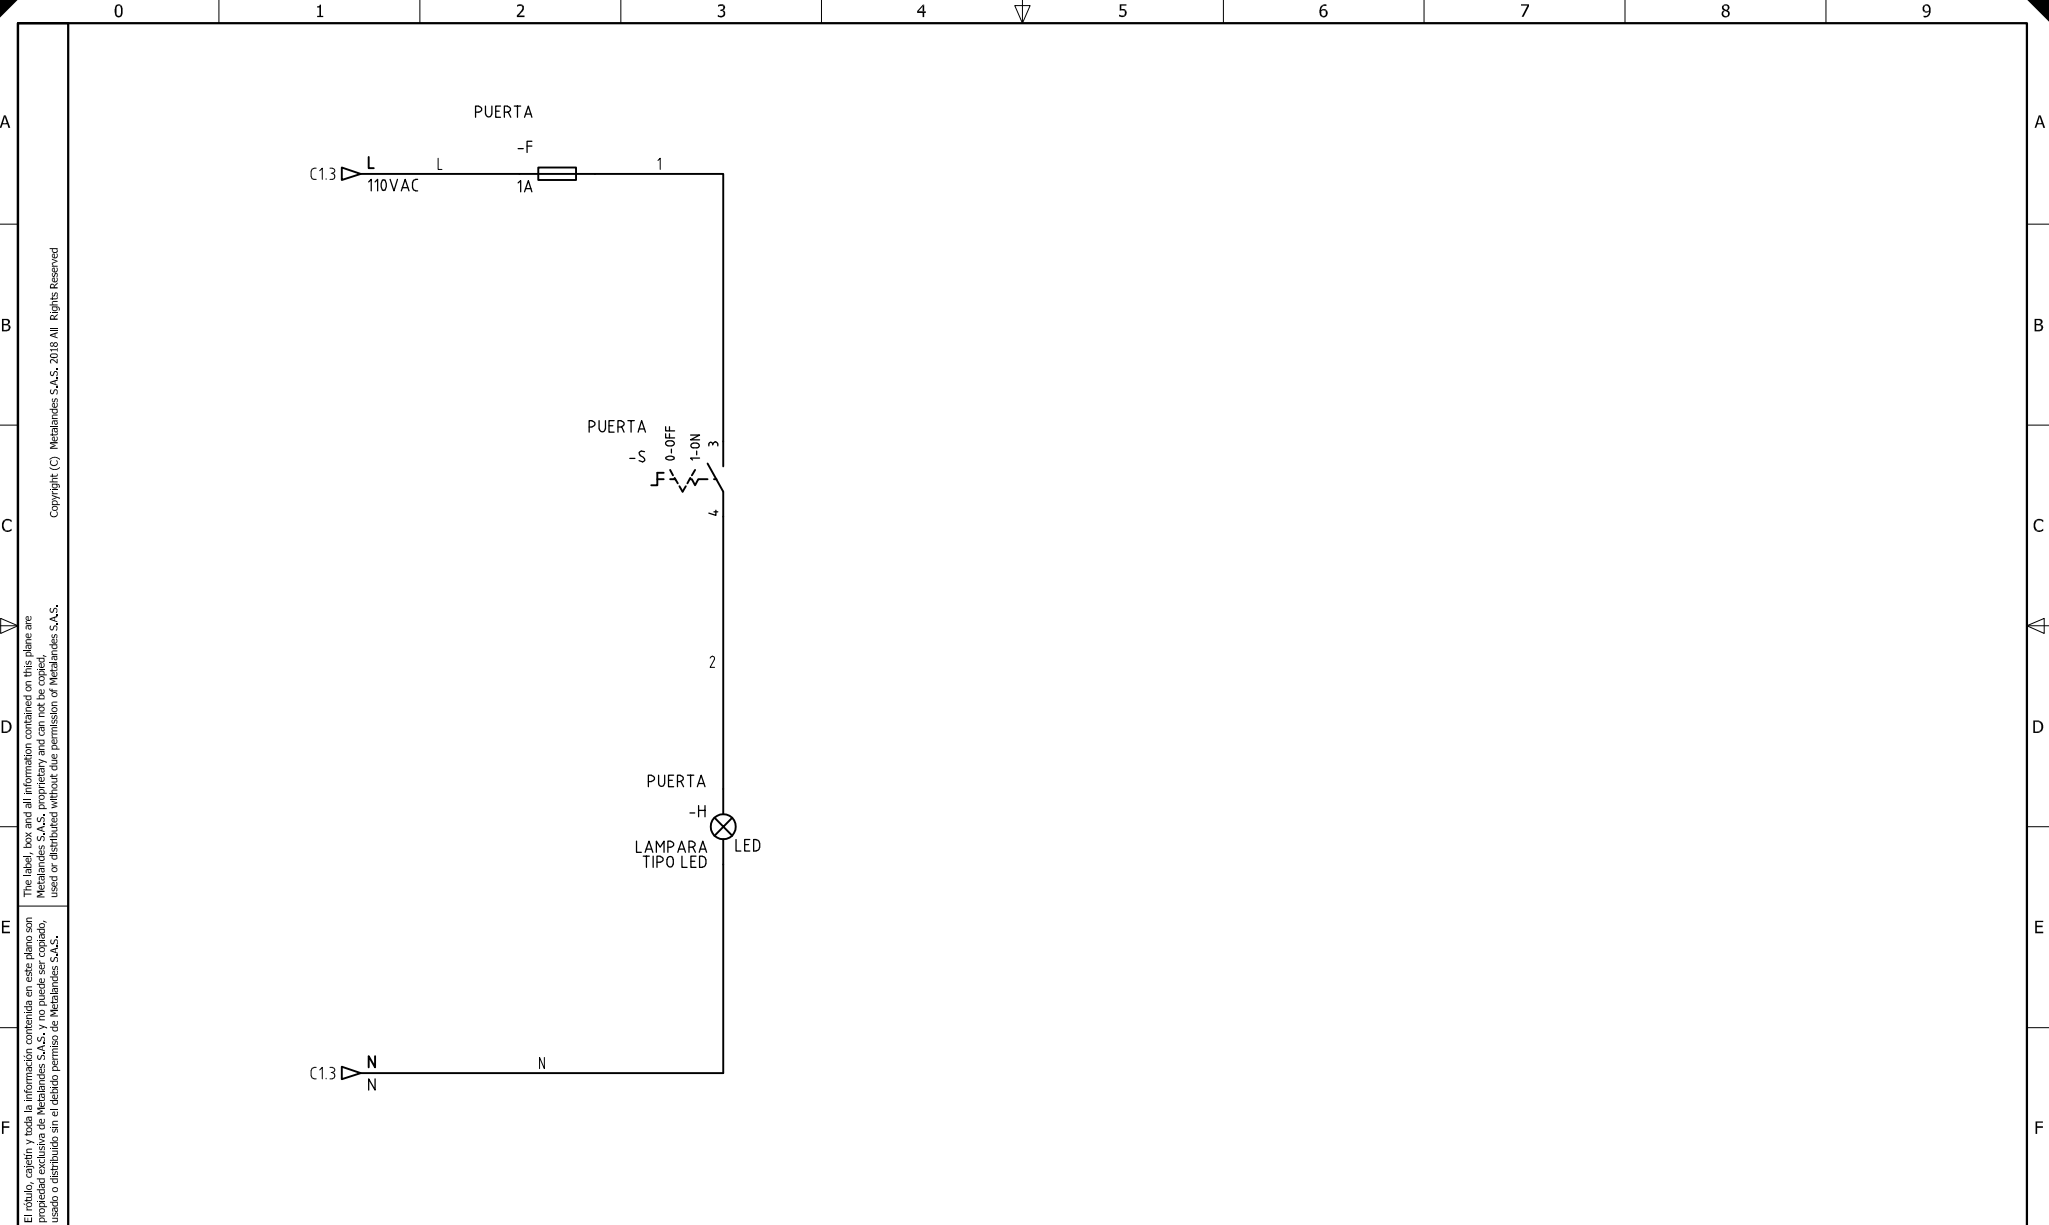 0 1 2 3 4 5 6 7 8 9
A A
B B
C C
D D
E E
F F
PUERTA
-F
C1.3 L L 1
110VAC 1A
PUERTA
-S
0-OFF
1-ON
3
4
2
PUERTA
-H
LAMPARA LED
TIPO LED
C1.3 N N
N
Copyright (C) Metalandes S.A.S. 2018 All Rights Reserved
The label, box and all information contained on this plane are
Metalandes S.A.S. proprietary and can not be copied,
used or distributed without due permission of Metalandes S.A.S.
El rótulo, cajetín y toda la información contenida en este plano son
propiedad exclusiva de Metalandes S.A.S. y no puede ser copiado,
usado o distribuido sin el debido permiso de Metalandes S.A.S.